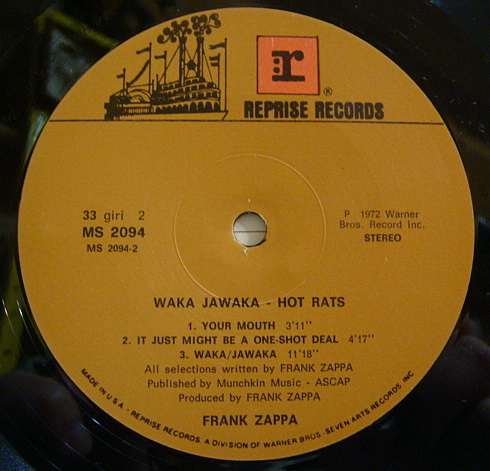 r
®
REPRISE RECORDS
33 giri 2
MS 2094
MS 2094-2
P 1972 Warner
Bros. Record Inc.
STEREO
WAKA JAWAKA - HOT RATS
1. YOUR MOUTH 3'11"
2. IT JUST MIGHT BE A ONE-SHOT DEAL 4'17"
3. WAKA/JAWAKA 11'18"
All selections written by FRANK ZAPPA
Published by Munchkin Music - ASCAP
Produced by FRANK ZAPPA
FRANK ZAPPA
MADE IN U.S.A. - REPRISE RECORDS, A DIVISION OF WARNER BROS.-SEVEN ARTS RECORDS INC